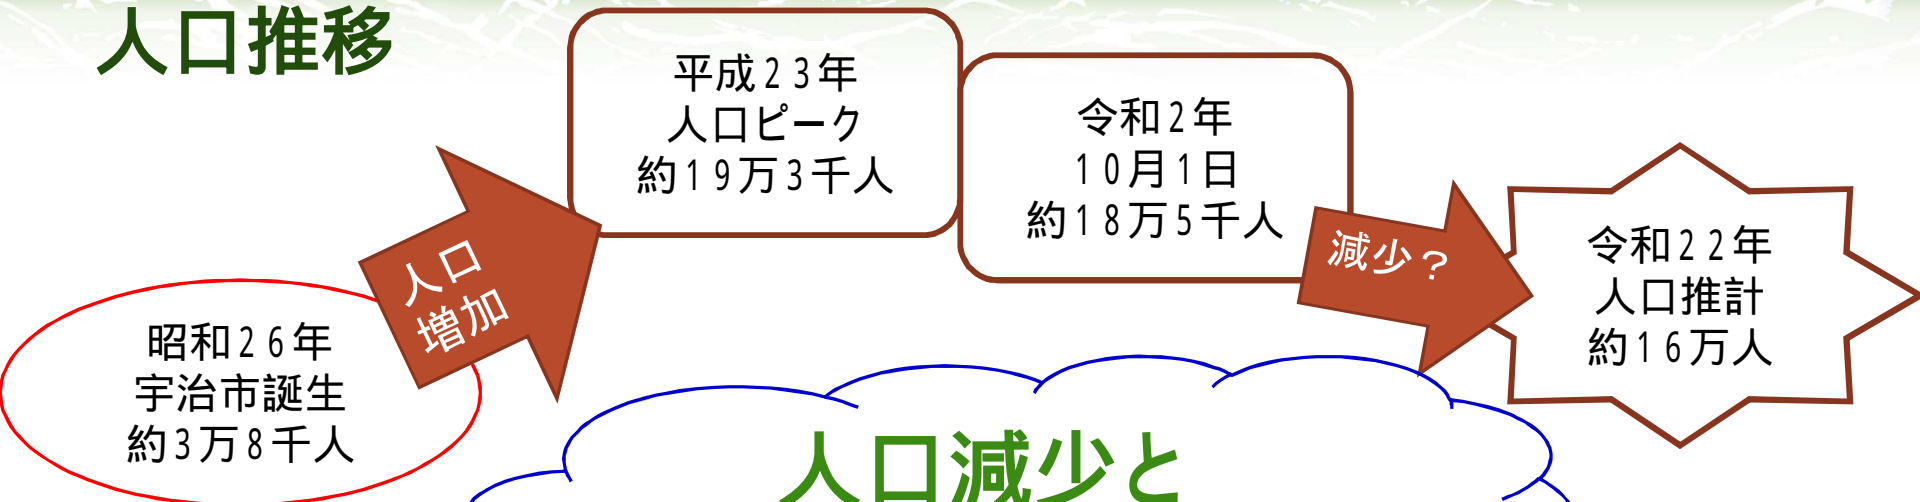 人口推移
平成23年
人口ピーク
約19万3千人
令和2年
10月1日
約18万5千人
減少？
令和22年
人口推計
約16万人
人口
増加
昭和26年
宇治市誕生
約3万8千人
人口減少と